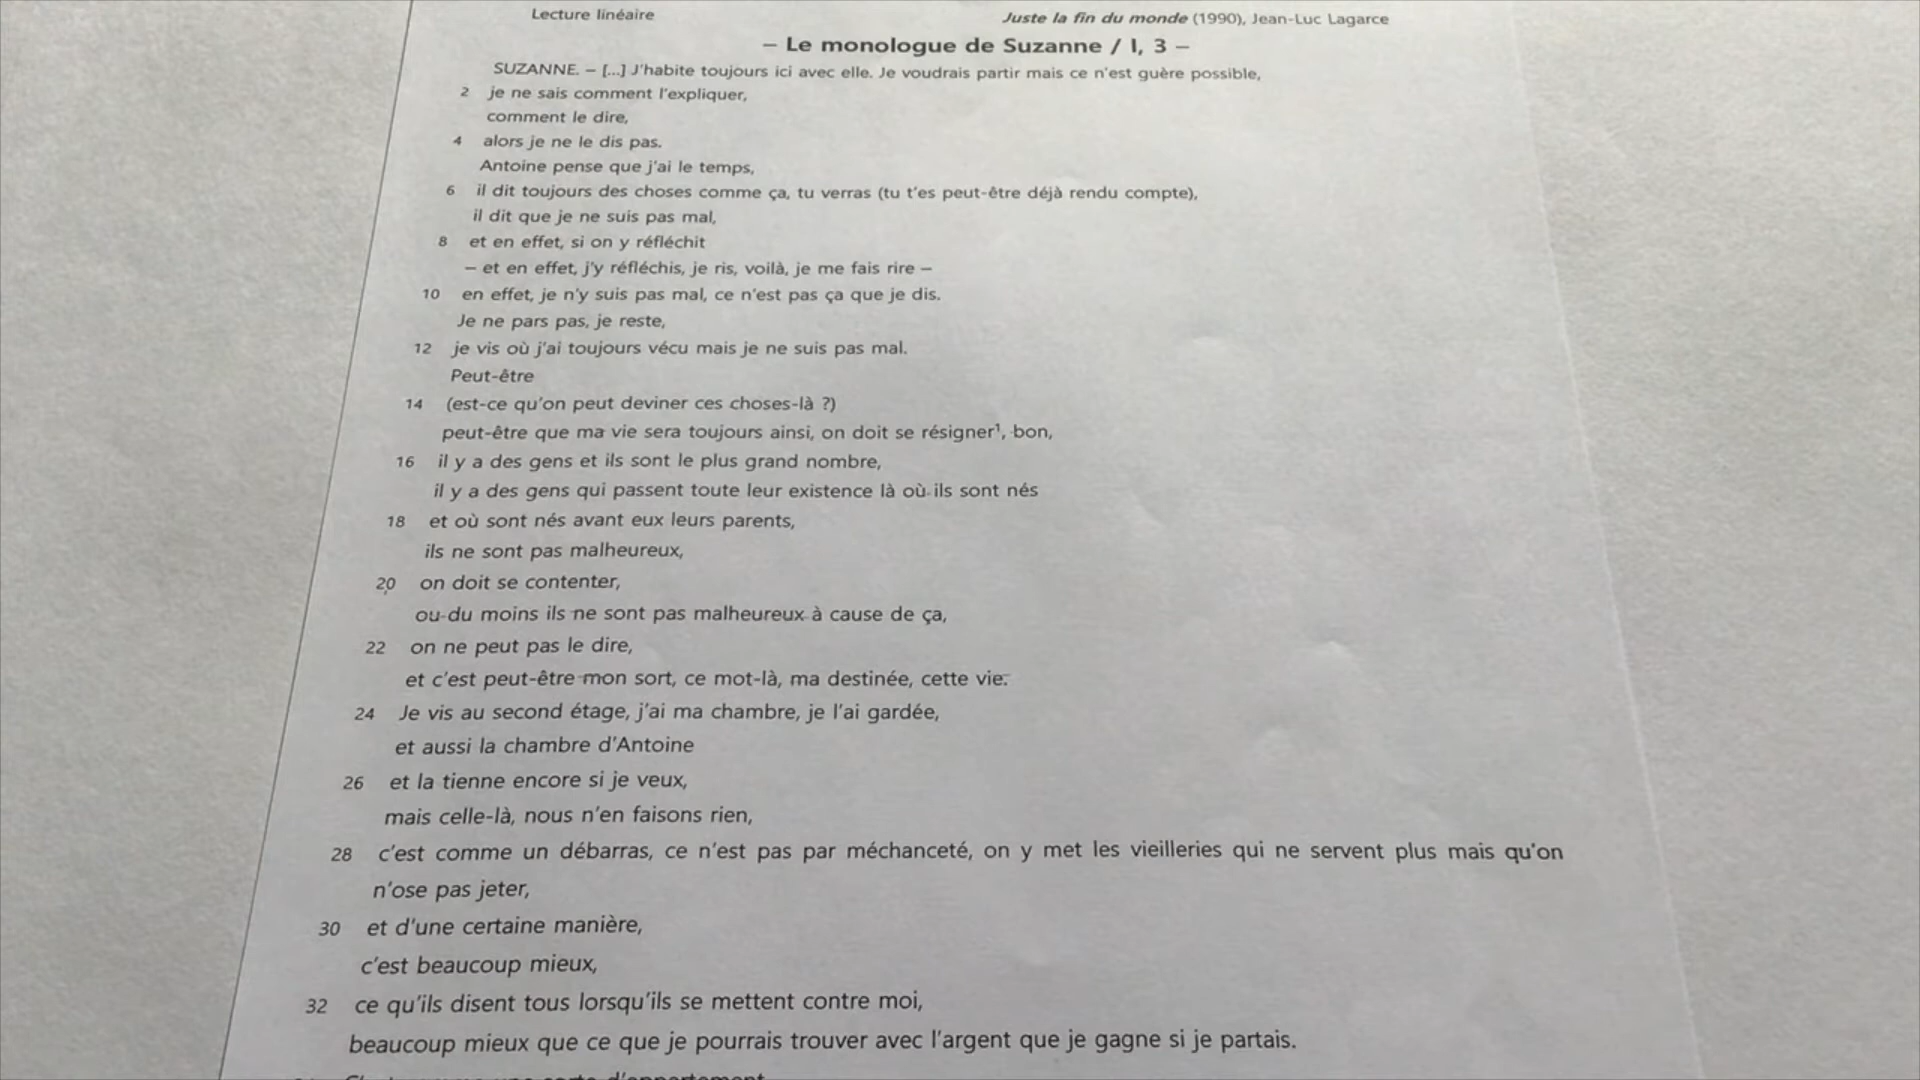 Lecture linéaire
Juste la fin du monde (1990), Jean-Luc Lagarce
– Le monologue de Suzanne / I, 3 –
SUZANNE. – [...] J'habite toujours ici avec elle. Je voudrais partir mais ce n'est guère possible,
2 je ne sais comment l'expliquer,
comment le dire,
4 alors je ne le dis pas.
Antoine pense que j'ai le temps,
6 il dit toujours des choses comme ça, tu verras (tu t'es peut-être déjà rendu compte),
il dit que je ne suis pas mal,
8 et en effet, si on y réfléchit
– et en effet, j'y réfléchis, je ris, voilà, je me fais rire –
10 en effet, je n'y suis pas mal, ce n'est pas ça que je dis.
Je ne pars pas, je reste,
12 je vis où j'ai toujours vécu mais je ne suis pas mal.
Peut-être
14 (est-ce qu'on peut deviner ces choses-là ?)
peut-être que ma vie sera toujours ainsi, on doit se résigner¹, bon,
16 il y a des gens et ils sont le plus grand nombre,
il y a des gens qui passent toute leur existence là où ils sont nés
18 et où sont nés avant eux leurs parents,
ils ne sont pas malheureux,
20 on doit se contenter,
ou du moins ils ne sont pas malheureux à cause de ça,
22 on ne peut pas le dire,
et c'est peut-être mon sort, ce mot-là, ma destinée, cette vie.
24 Je vis au second étage, j'ai ma chambre, je l'ai gardée,
et aussi la chambre d'Antoine
26 et la tienne encore si je veux,
mais celle-là, nous n'en faisons rien,
28 c'est comme un débarras, ce n'est pas par méchanceté, on y met les vieilleries qui ne servent plus mais qu'on
n'ose pas jeter,
30 et d'une certaine manière,
c'est beaucoup mieux,
32 ce qu'ils disent tous lorsqu'ils se mettent contre moi,
beaucoup mieux que ce que je pourrais trouver avec l'argent que je gagne si je partais.
d'appartement